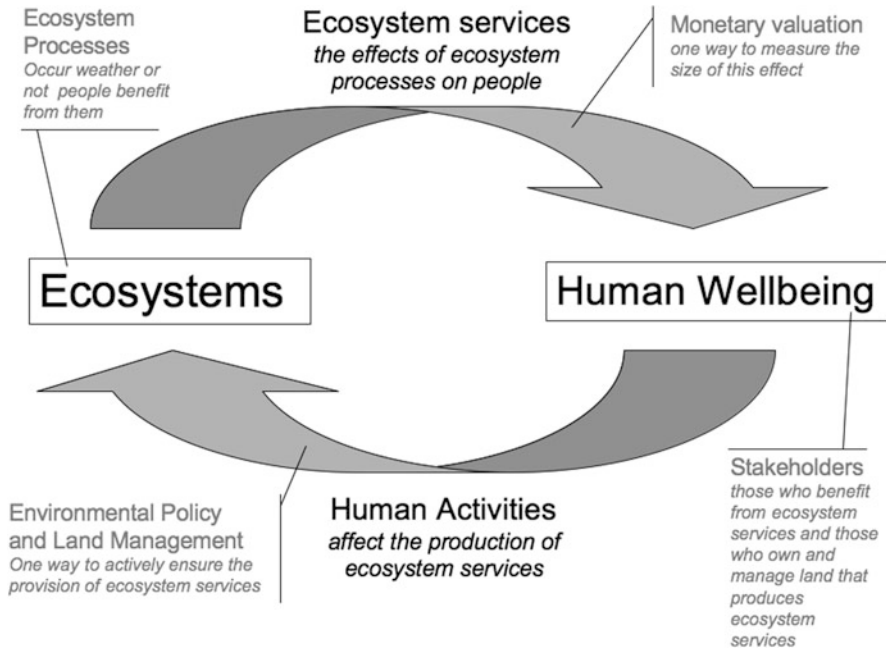 Ecosystem
Processes
Occur weather or
not people benefit
from them
Ecosystem services
the effects of ecosystem
processes on people
Monetary valuation
one way to measure the
size of this effect
Ecosystems
Human Wellbeing
Environmental Policy
and Land Management
One way to actively ensure the
provision of ecosystem services
Human Activities
affect the production of
ecosystem services
Stakeholders
those who benefit
from ecosystem
services and those
who own and
manage land that
produces
ecosystem
services